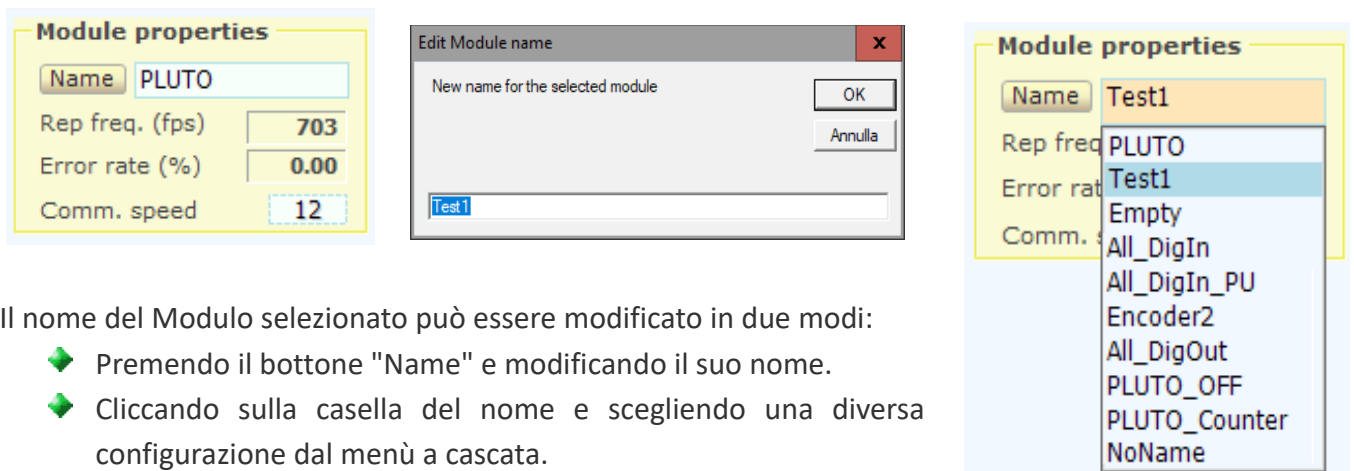 Module properties
Name PLUTO
Rep freq. (fps) 703
Error rate (%) 0.00
Comm. speed 12
Edit Module name x
New name for the selected module
OK
Annulla
Test1
Module properties
Name Test1
Rep freq PLUTO
Test1
Error rat
Empty
Comm. s
All_DigIn
All_DigIn_PU
Encoder2
All_DigOut
PLUTO_OFF
PLUTO_Counter
NoName
Il nome del Modulo selezionato può essere modificato in due modi:
Premendo il bottone "Name" e modificando il suo nome.
Cliccando sulla casella del nome e scegliendo una diversa
configurazione dal menù a cascata.